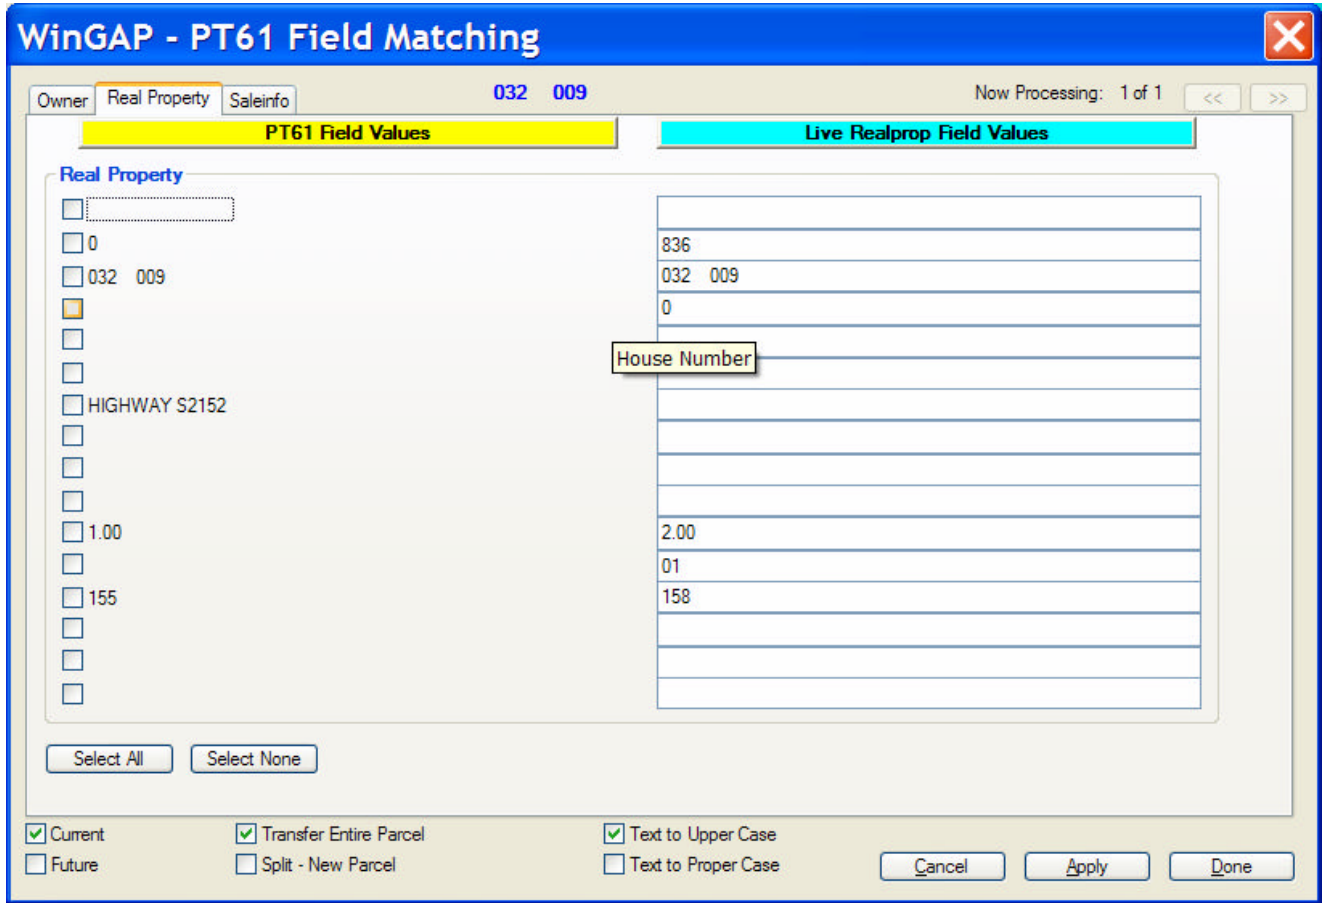 WinGAP - PT61 Field Matching
Owner Real Property Saleinfo 032 009 Now Processing: 1 of 1 << >>
PT61 Field Values Live Realprop Field Values
Real Property
0 836
032 009 032 009
0
House Number
HIGHWAY S2152
1.00 2.00
01
155 158
Select All Select None
Current Transfer Entire Parcel Text to Upper Case
Future Split - New Parcel Text to Proper Case Cancel Apply Done